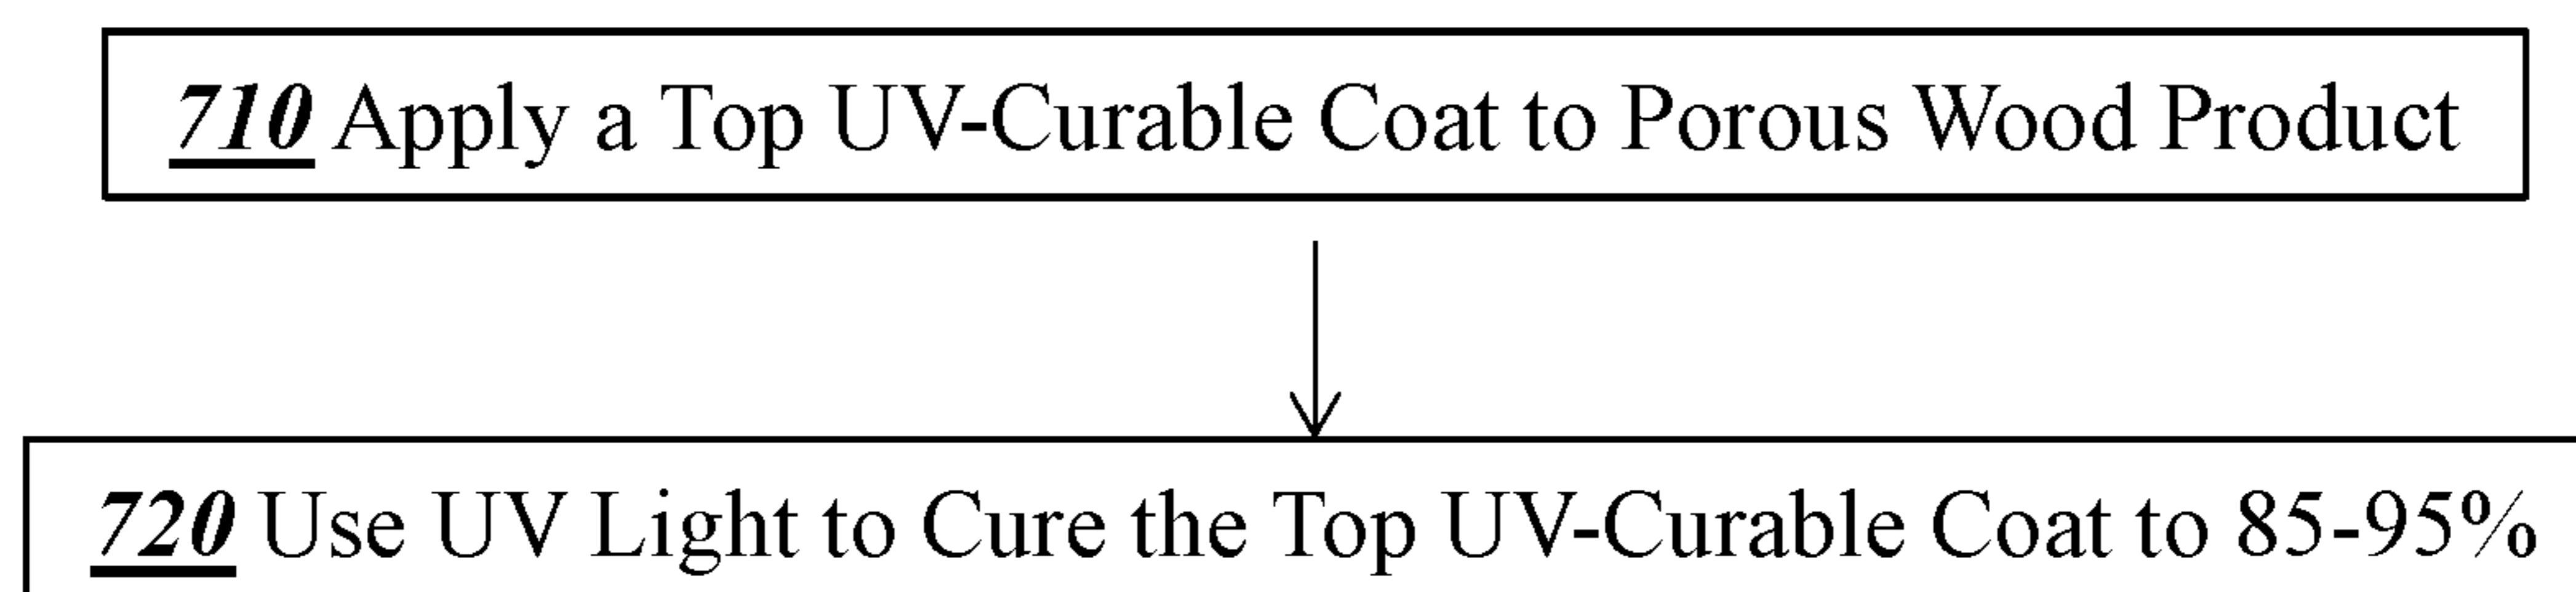 710 Apply a Top UV-Curable Coat to Porous Wood Product
720 Use UV Light to Cure the Top UV-Curable Coat to 85-95%